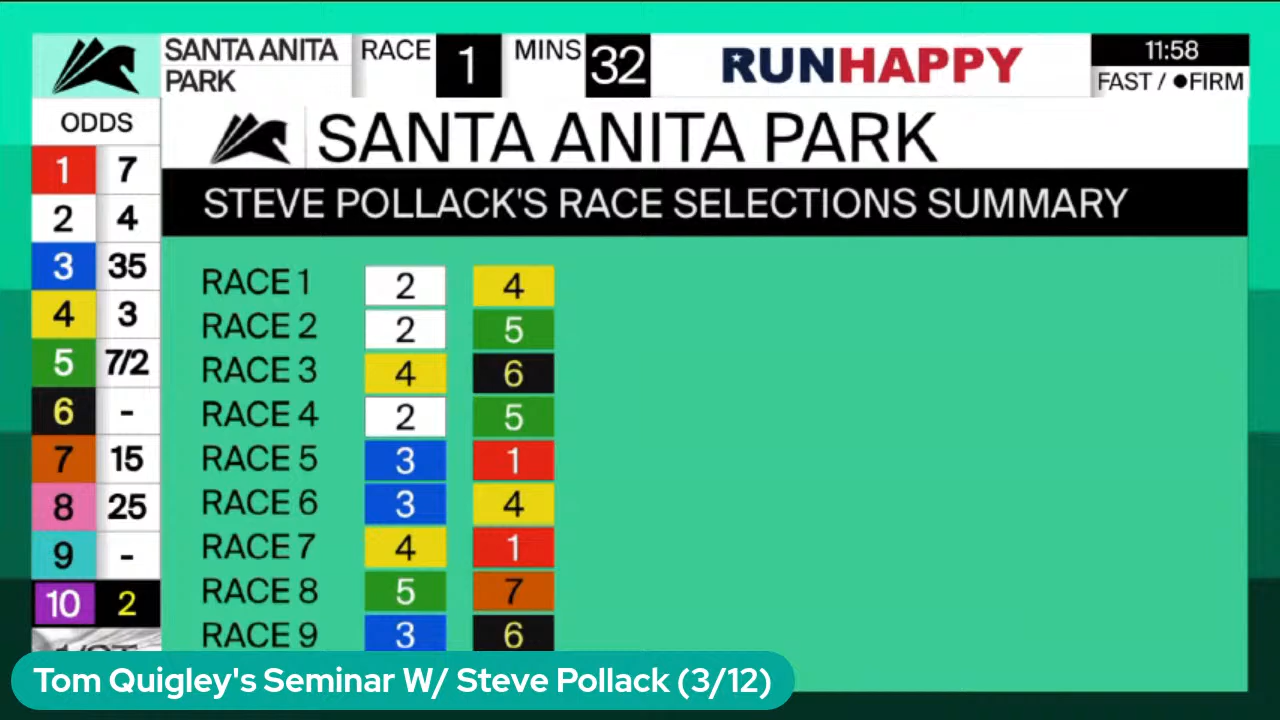 SANTA ANITA PARK
RACE 1
MINS 32
RUNHAPPY
11:58
FAST / ●FIRM
ODDS
1 7
2 4
3 35
4 3
5 7/2
6 -
7 15
8 25
9 -
10 2
SANTA ANITA PARK
STEVE POLLACK'S RACE SELECTIONS SUMMARY
RACE 1 2 4
RACE 2 2 5
RACE 3 4 6
RACE 4 2 5
RACE 5 3 1
RACE 6 3 4
RACE 7 4 1
RACE 8 5 7
RACE 9 3 6
Tom Quigley's Seminar W/ Steve Pollack (3/12)